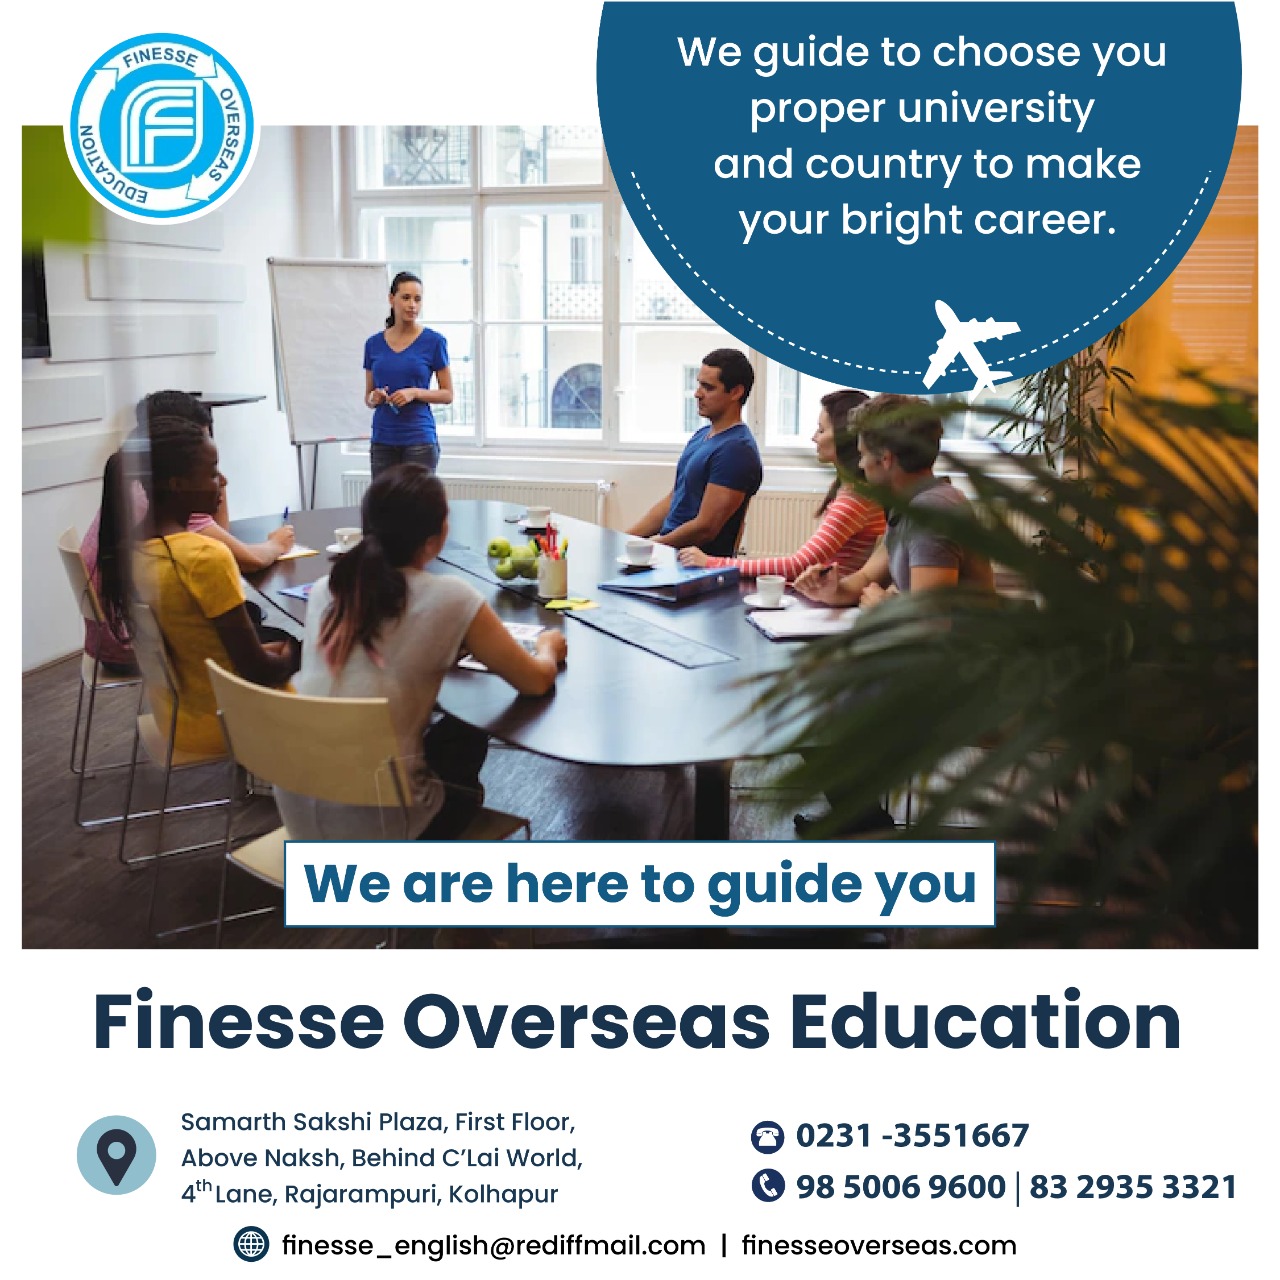 FINESSE
OVERSEAS
EDUCATION
We guide to choose you
proper university
and country to make
your bright career.
We are here to guide you
Finesse Overseas Education
Samarth Sakshi Plaza, First Floor,
Above Naksh, Behind C'Lai World,
4th Lane, Rajarampuri, Kolhapur
0231 -3551667
98 5006 9600 | 83 2935 3321
finesse_english@rediffmail.com | finesseoverseas.com